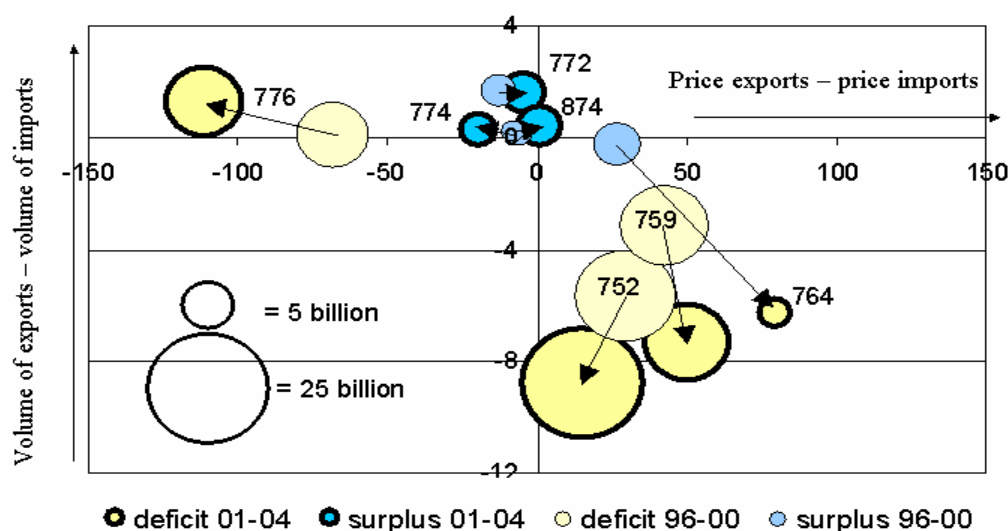 4
772
776
774
874
Price exports – price imports
0
-150
-100
-50
0
50
100
150
Volume of exports – volume of imports
759
-4
752
764
= 5 billion
-8
= 25 billion
-12
deficit 01-04
surplus 01-04
deficit 96-00
surplus 96-00